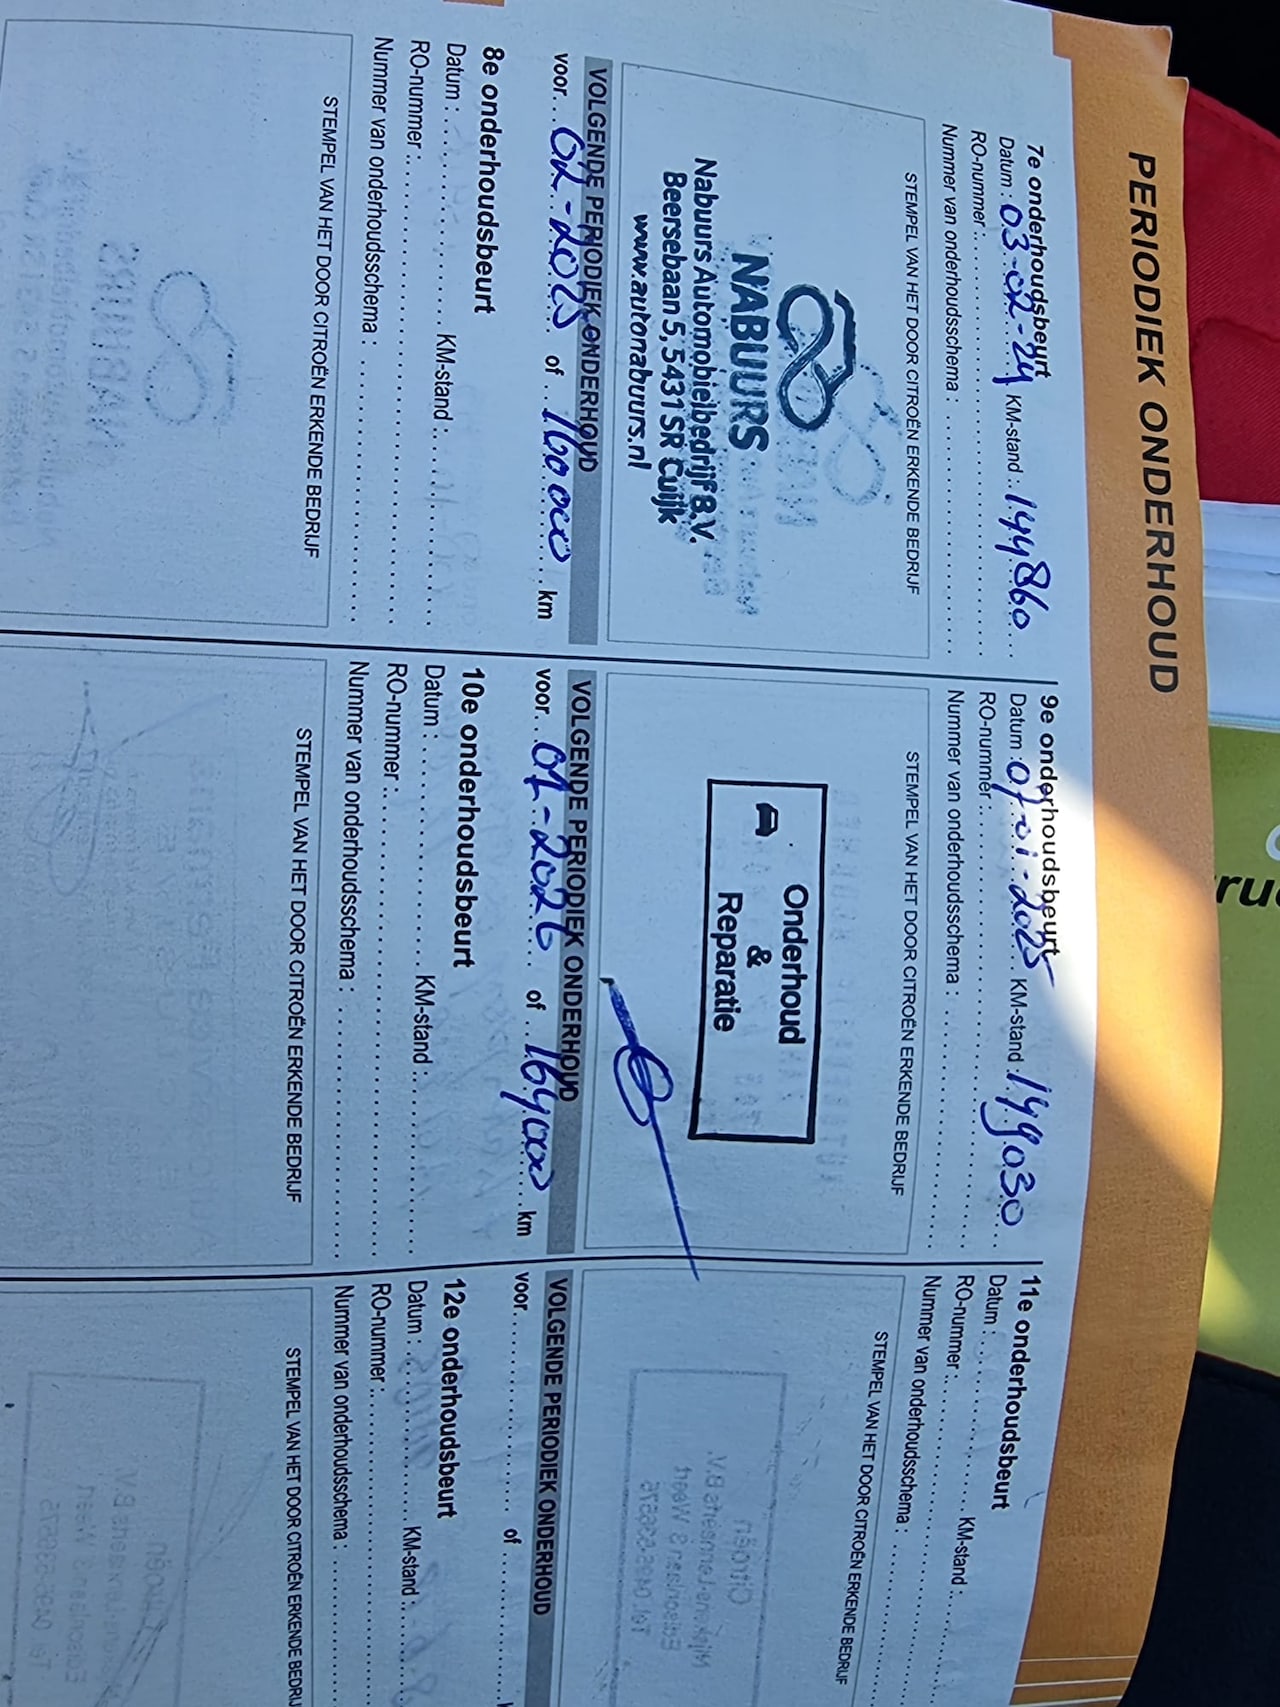 PERIODIEK ONDERHOUD
7e onderhoudsbeurt
Datum : 03-02-24 KM-stand : 144860
RO-nummer :
Nummer van onderhoudsschema :
STEMPEL VAN HET DOOR CITROËN ERKENDE BEDRIJF
NABUURS
Nabuurs Automobielbedrijf B.V.
Beersebaan 5, 5431 SR Cuijk
www.autonabuurs.nl
VOLGENDE PERIODIEK ONDERHOUD
voor 02-2025 of 160000 km
8e onderhoudsbeurt
Datum : KM-stand :
RO-nummer :
Nummer van onderhoudsschema :
STEMPEL VAN HET DOOR CITROËN ERKENDE BEDRIJF
9e onderhoudsbeurt
Datum : 07-01-2025 KM-stand : 149030
RO-nummer :
Nummer van onderhoudsschema :
STEMPEL VAN HET DOOR CITROËN ERKENDE BEDRIJF
Onderhoud
&
Reparatie
VOLGENDE PERIODIEK ONDERHOUD
voor 01-2026 of 164000 km
10e onderhoudsbeurt
Datum : KM-stand :
RO-nummer :
Nummer van onderhoudsschema :
STEMPEL VAN HET DOOR CITROËN ERKENDE BEDRIJF
11e onderhoudsbeurt
Datum : KM-stand :
RO-nummer :
Nummer van onderhoudsschema :
STEMPEL VAN HET DOOR CITROËN ERKENDE BEDRIJF
VOLGENDE PERIODIEK ONDERHOUD
voor of
12e onderhoudsbeurt
Datum : KM-stand :
RO-nummer :
Nummer van onderhoudsschema :
STEMPEL VAN HET DOOR CITROËN ERKENDE BEDRIJ